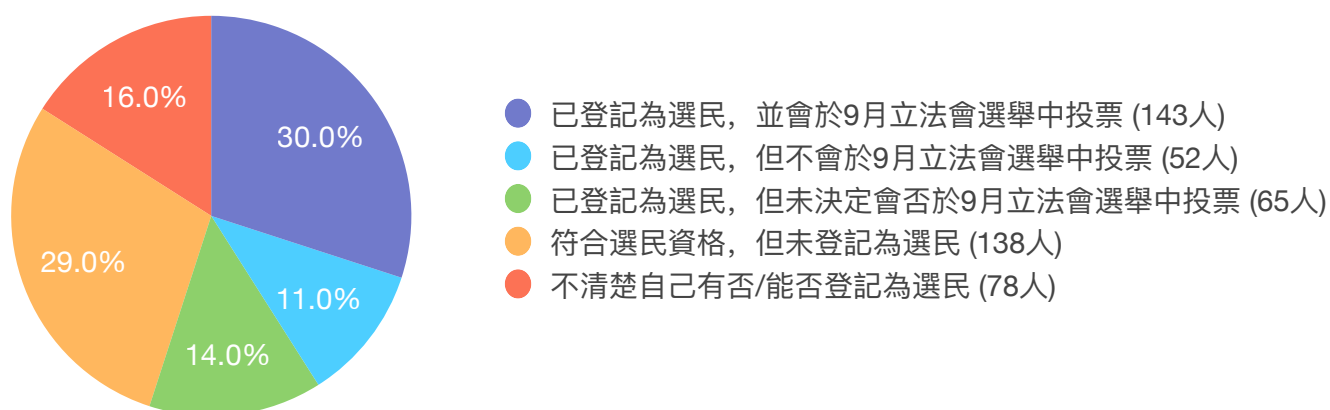 16.0%
30.0%
29.0%
11.0%
14.0%
已登記為選民，並會於9月立法會選舉中投票 (143人)
已登記為選民，但不會於9月立法會選舉中投票 (52人)
已登記為選民，但未決定會否於9月立法會選舉中投票 (65人)
符合選民資格，但未登記為選民 (138人)
不清楚自己有否/能否登記為選民 (78人)